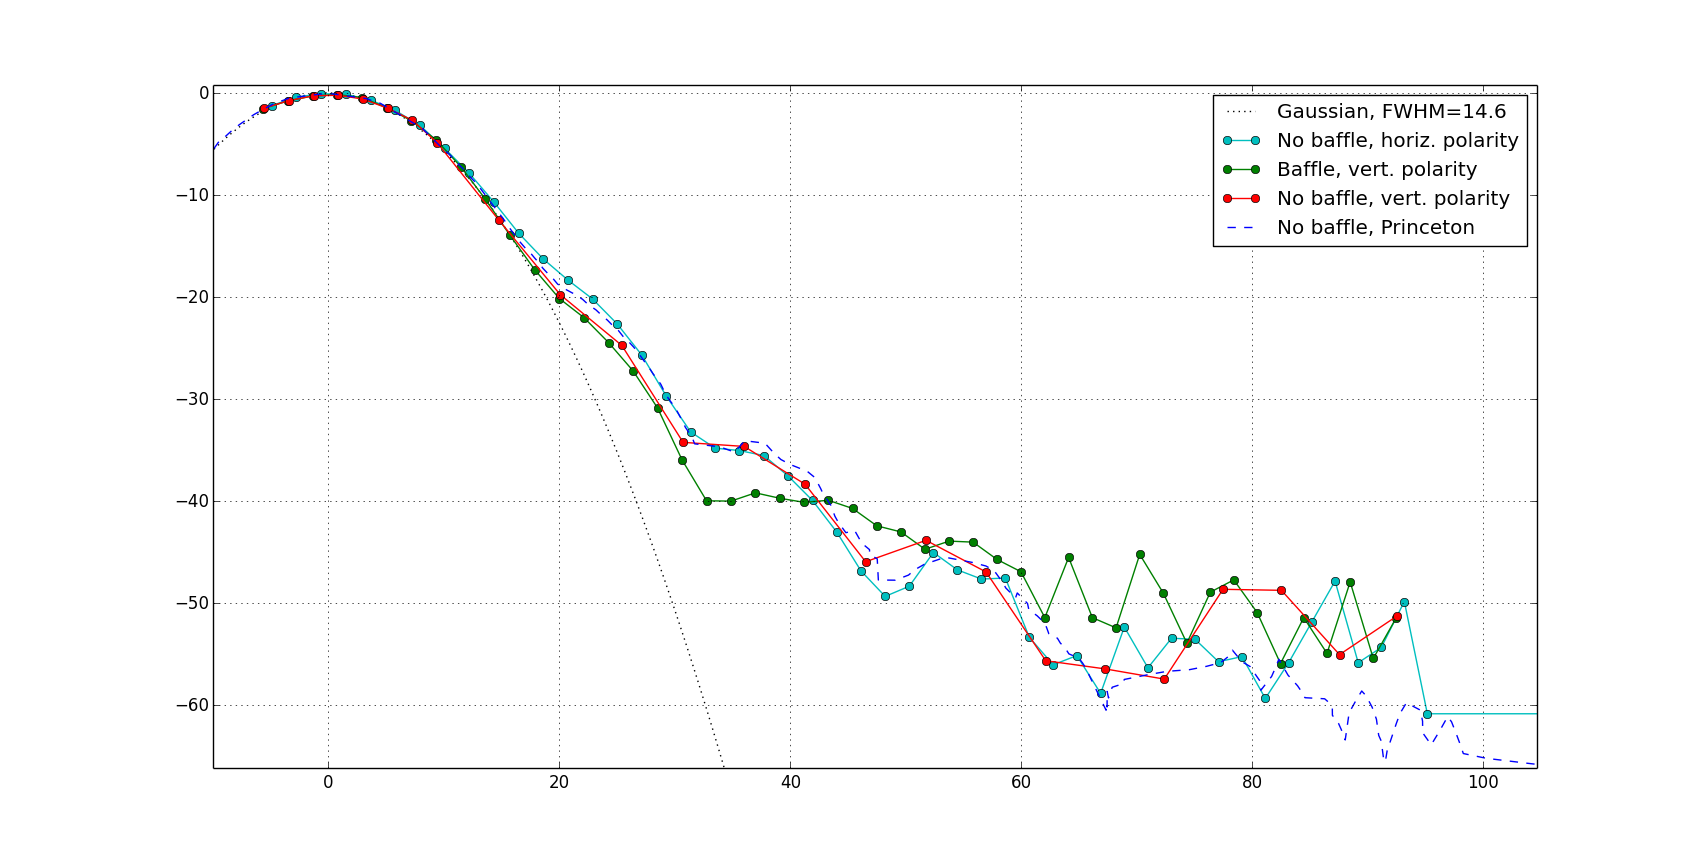 0
−10
−20
−30
−40
−50
−60
0 20 40 60 80 100
Gaussian, FWHM=14.6
No baffle, horiz. polarity
Baffle, vert. polarity
No baffle, vert. polarity
No baffle, Princeton